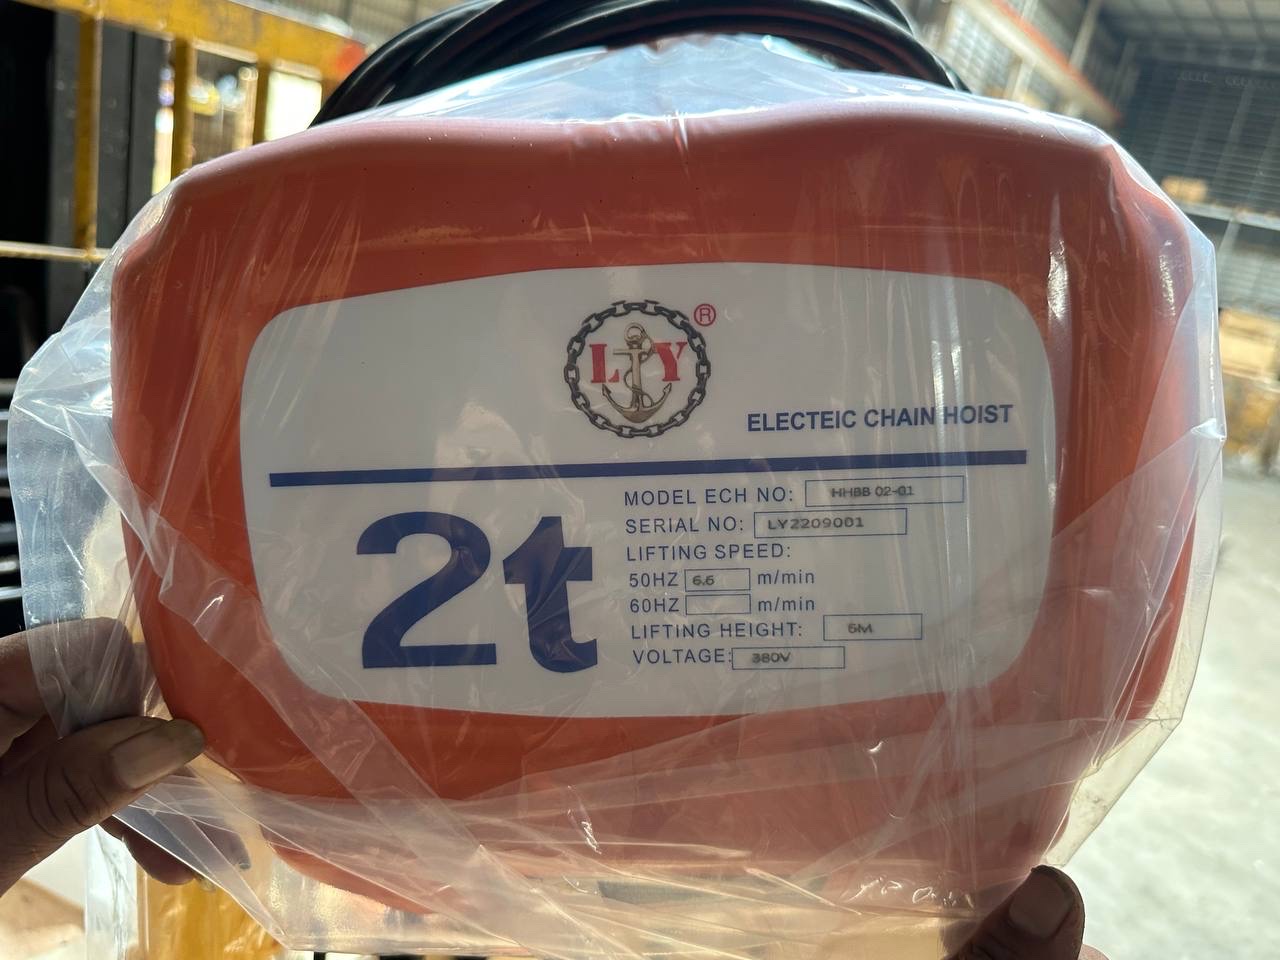 L Y ®
ELECTEIC CHAIN HOIST
2t
MODEL ECH NO: HHBB 02-01
SERIAL NO: LY2209001
LIFTING SPEED:
50HZ 6.6 m/min
60HZ m/min
LIFTING HEIGHT: 6M
VOLTAGE: 380V